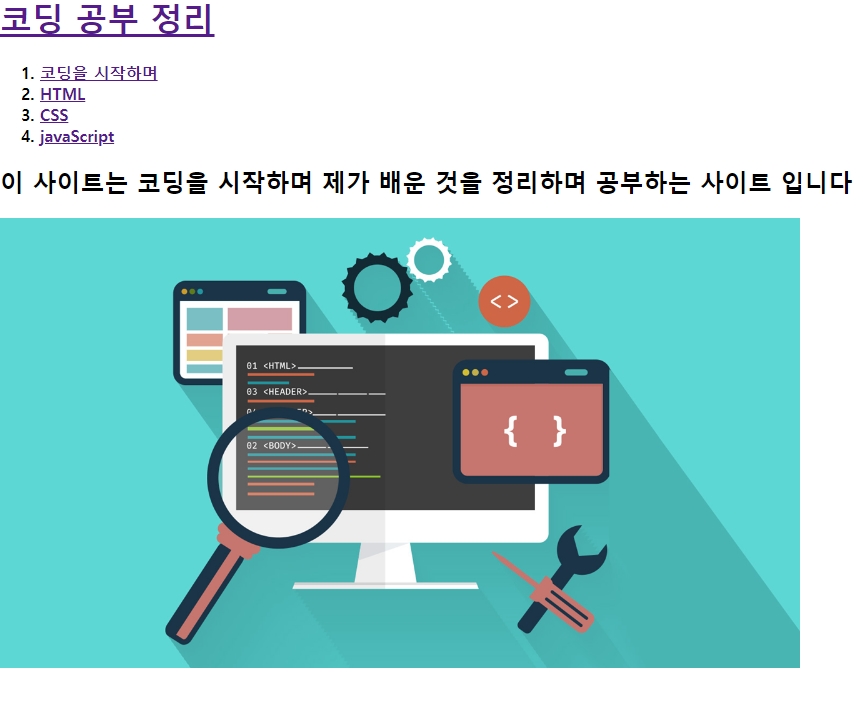 코딩 공부 정리
1. 코딩을 시작하며
2. HTML
3. CSS
4. javaScript
이 사이트는 코딩을 시작하며 제가 배운 것을 정리하며 공부하는 사이트 입니다
< >
01 <HTML>
03 <HEADER>
02 <BODY>
{ }